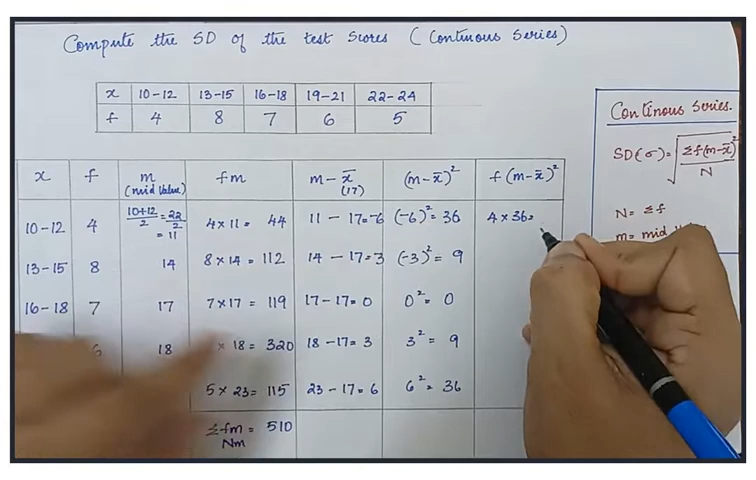 Compute the SD of the test Scores (Continuous Series)
x 10-12 13-15 16-18 19-21 22-24
f 4 8 7 6 5
Continous Series.
SD(σ)= √Σf(m-x̄)²/N
N= Σf
m= mid
x f m (mid value) fm m-x̄ (17) (m-x̄)² f(m-x̄)²
10-12 4 10+12/2=22/2 =11 4×11= 44 11-17=-6 (-6)²=36 4×36=
13-15 8 14 8×14=112 14-17=3 (-3)²= 9
16-18 7 17 7×17= 119 17-17=0 0²= 0
6 18 ×18= 320 18-17=3 3²= 9
5×23= 115 23-17=6 6²= 36
Σfm = 510
Nm